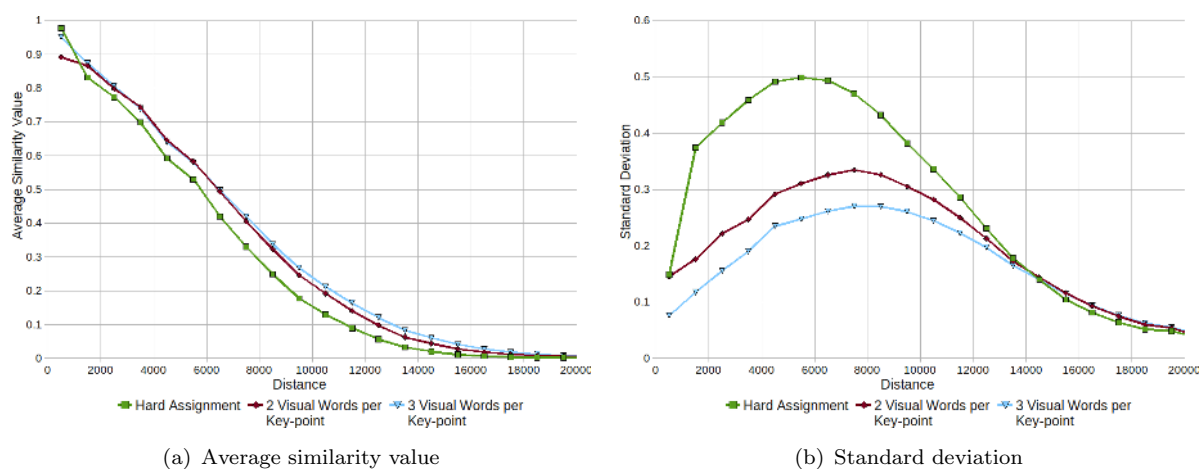 1
0.9
0.8
0.7
0.6
0.5
0.4
0.3
0.2
0.1
0
Average Similarity Value
0 2000 4000 6000 8000 10000 12000 14000 16000 18000 20000
Distance
Hard Assignment 2 Visual Words per Key-point 3 Visual Words per Key-point
(a) Average similarity value
0.6
0.5
0.4
0.3
0.2
0.1
0
Standard Deviation
0 2000 4000 6000 8000 10000 12000 14000 16000 18000 20000
Distance
Hard Assignment 2 Visual Words per Key-point 3 Visual Words per Key-point
(b) Standard deviation